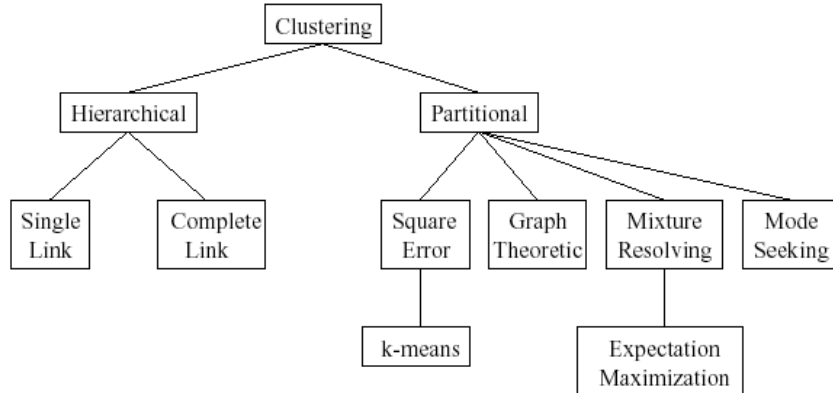 Clustering
Hierarchical
Partitional
Single
Link
Complete
Link
Square
Error
Graph
Theoretic
Mixture
Resolving
Mode
Seeking
k-means
Expectation
Maximization